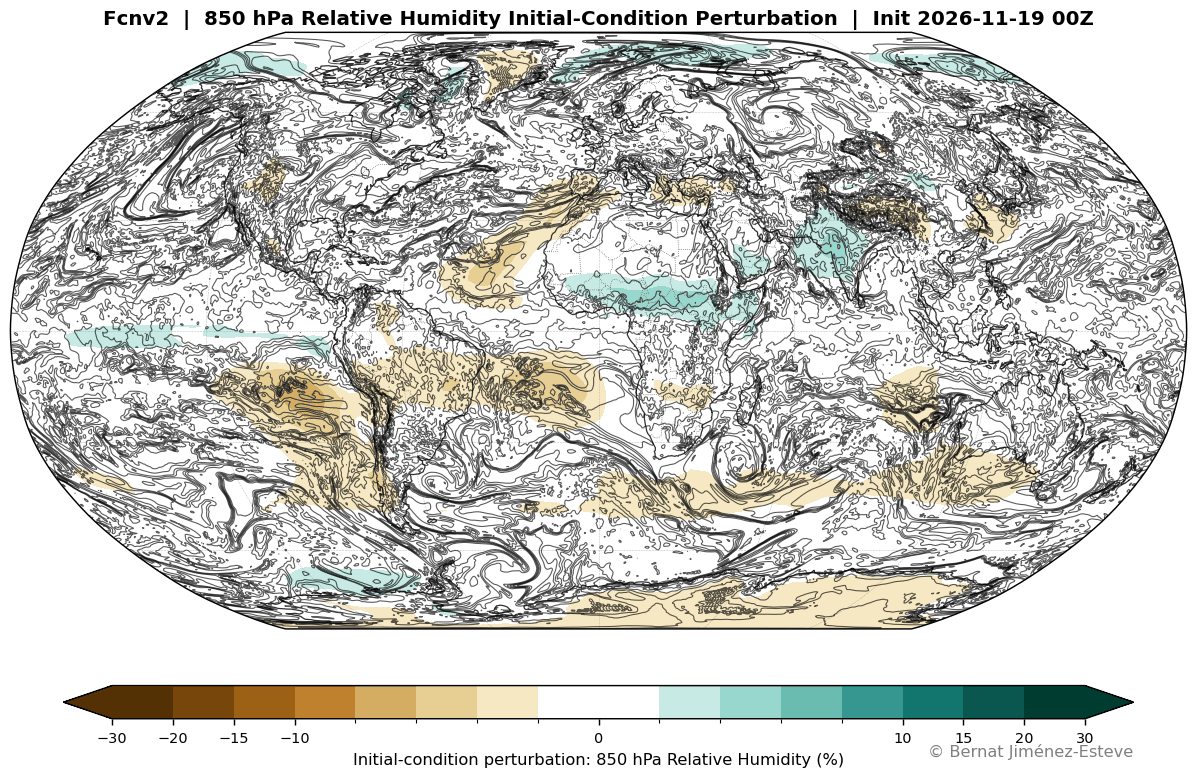 Fcnv2 | 850 hPa Relative Humidity Initial-Condition Perturbation | Init 2026-11-19 00Z
−30 −20 −15 −10 0 10 15 20 30
Initial-condition perturbation: 850 hPa Relative Humidity (%)
© Bernat Jiménez-Esteve